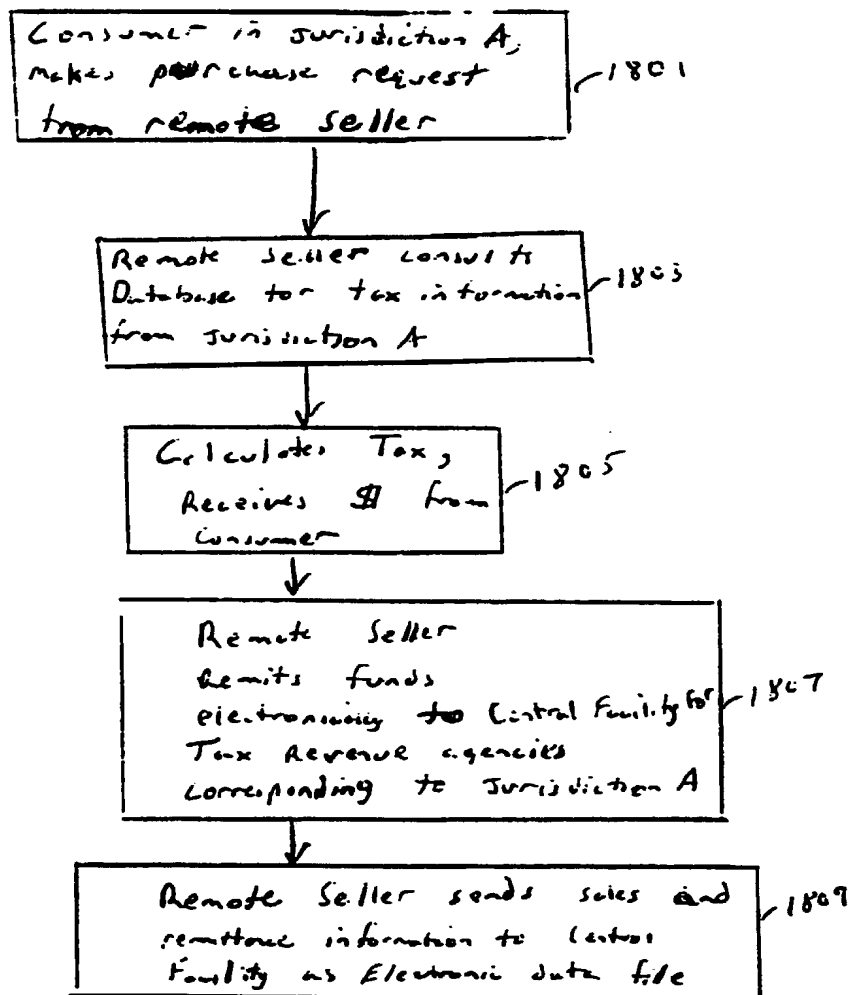 Consumer in Jurisdiction A,
makes purchase request
from remote seller
1801
Remote seller consults
Database for tax information
from Jurisdiction A
1803
Calculates Tax,
Receives $ from
consumer
1805
Remote Seller
Remits funds
electronically to Central Facility for
Tax Revenue agencies
corresponding to Jurisdiction A
1807
Remote Seller sends sales and
remittance information to Central
Facility as Electronic data file
1809